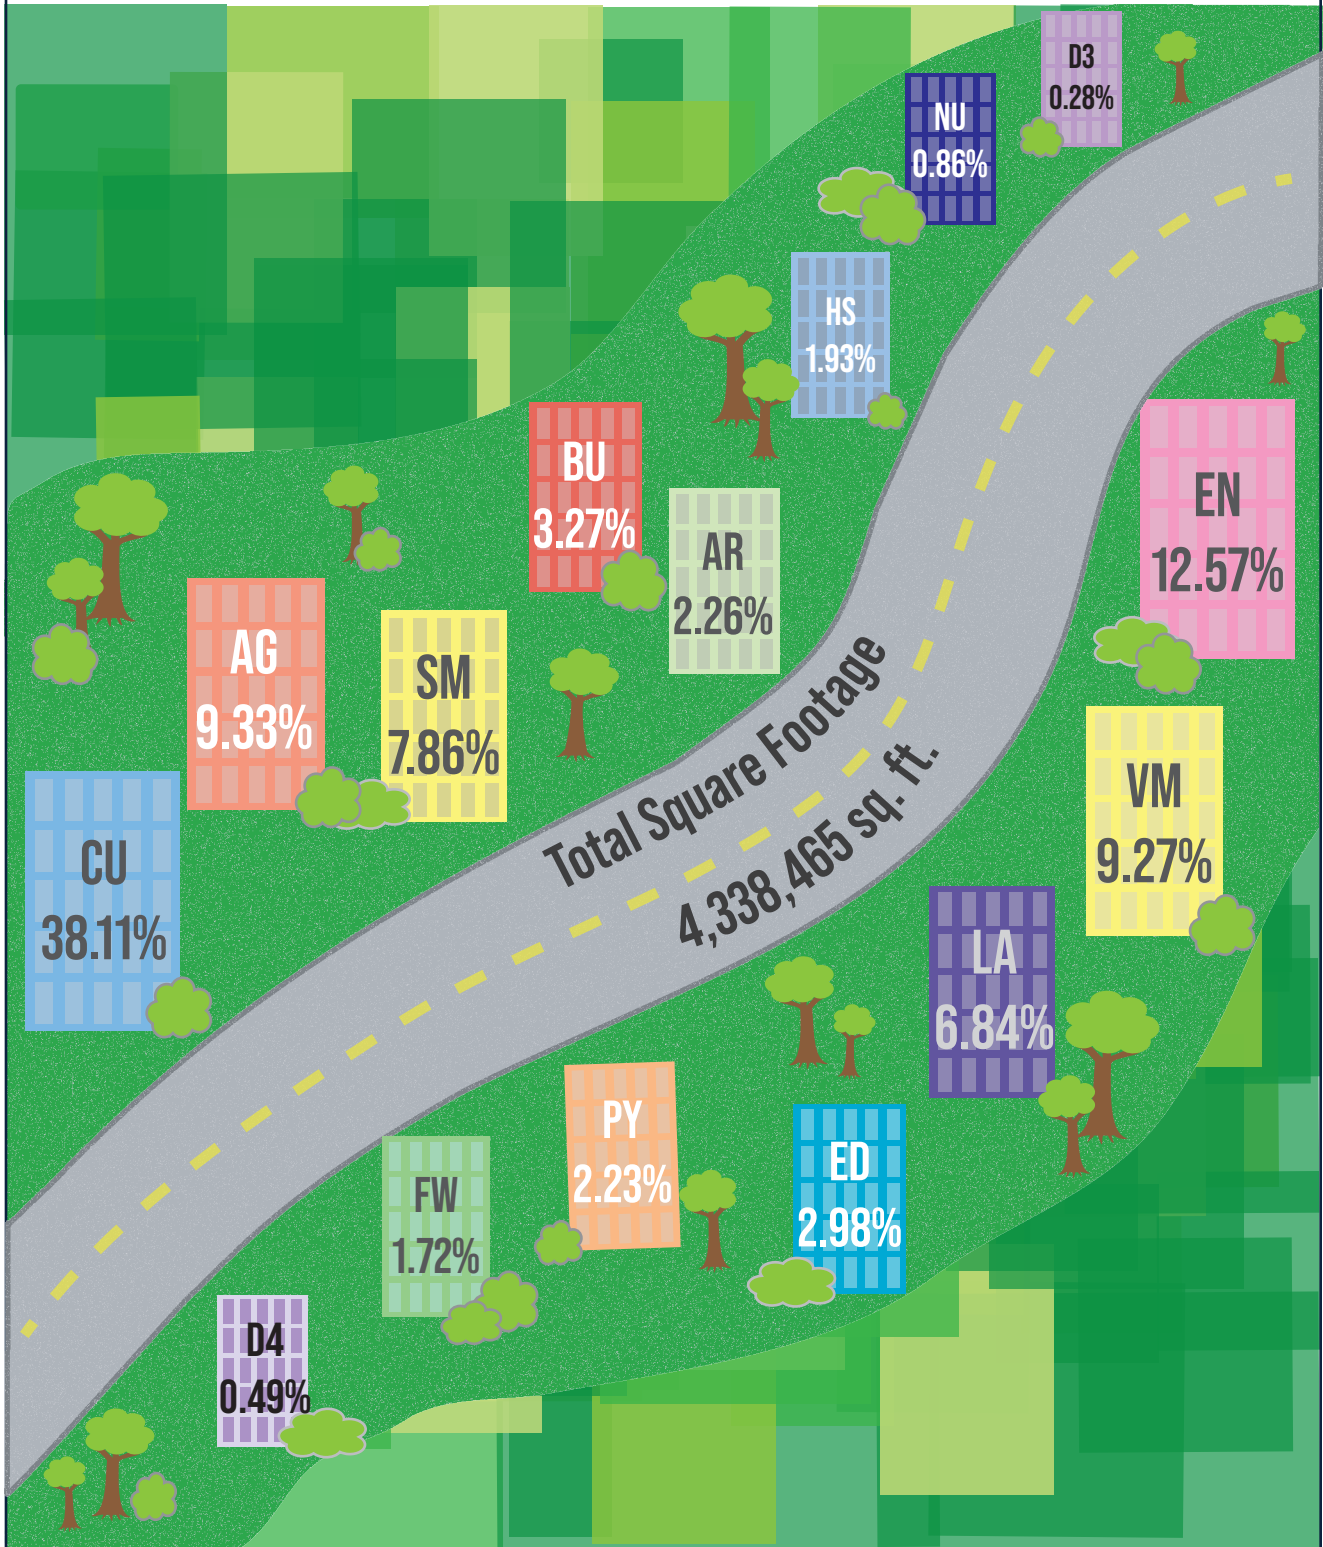 D3
0.28%
NU
0.86%
HS
1.93%
BU
3.27%
AR
2.26%
EN
12.57%
AG
9.33%
SM
7.86%
CU
38.11%
Total Square Footage
4,338,465 sq. ft.
VM
9.27%
LA
6.84%
PY
2.23%
ED
2.98%
FW
1.72%
D4
0.49%